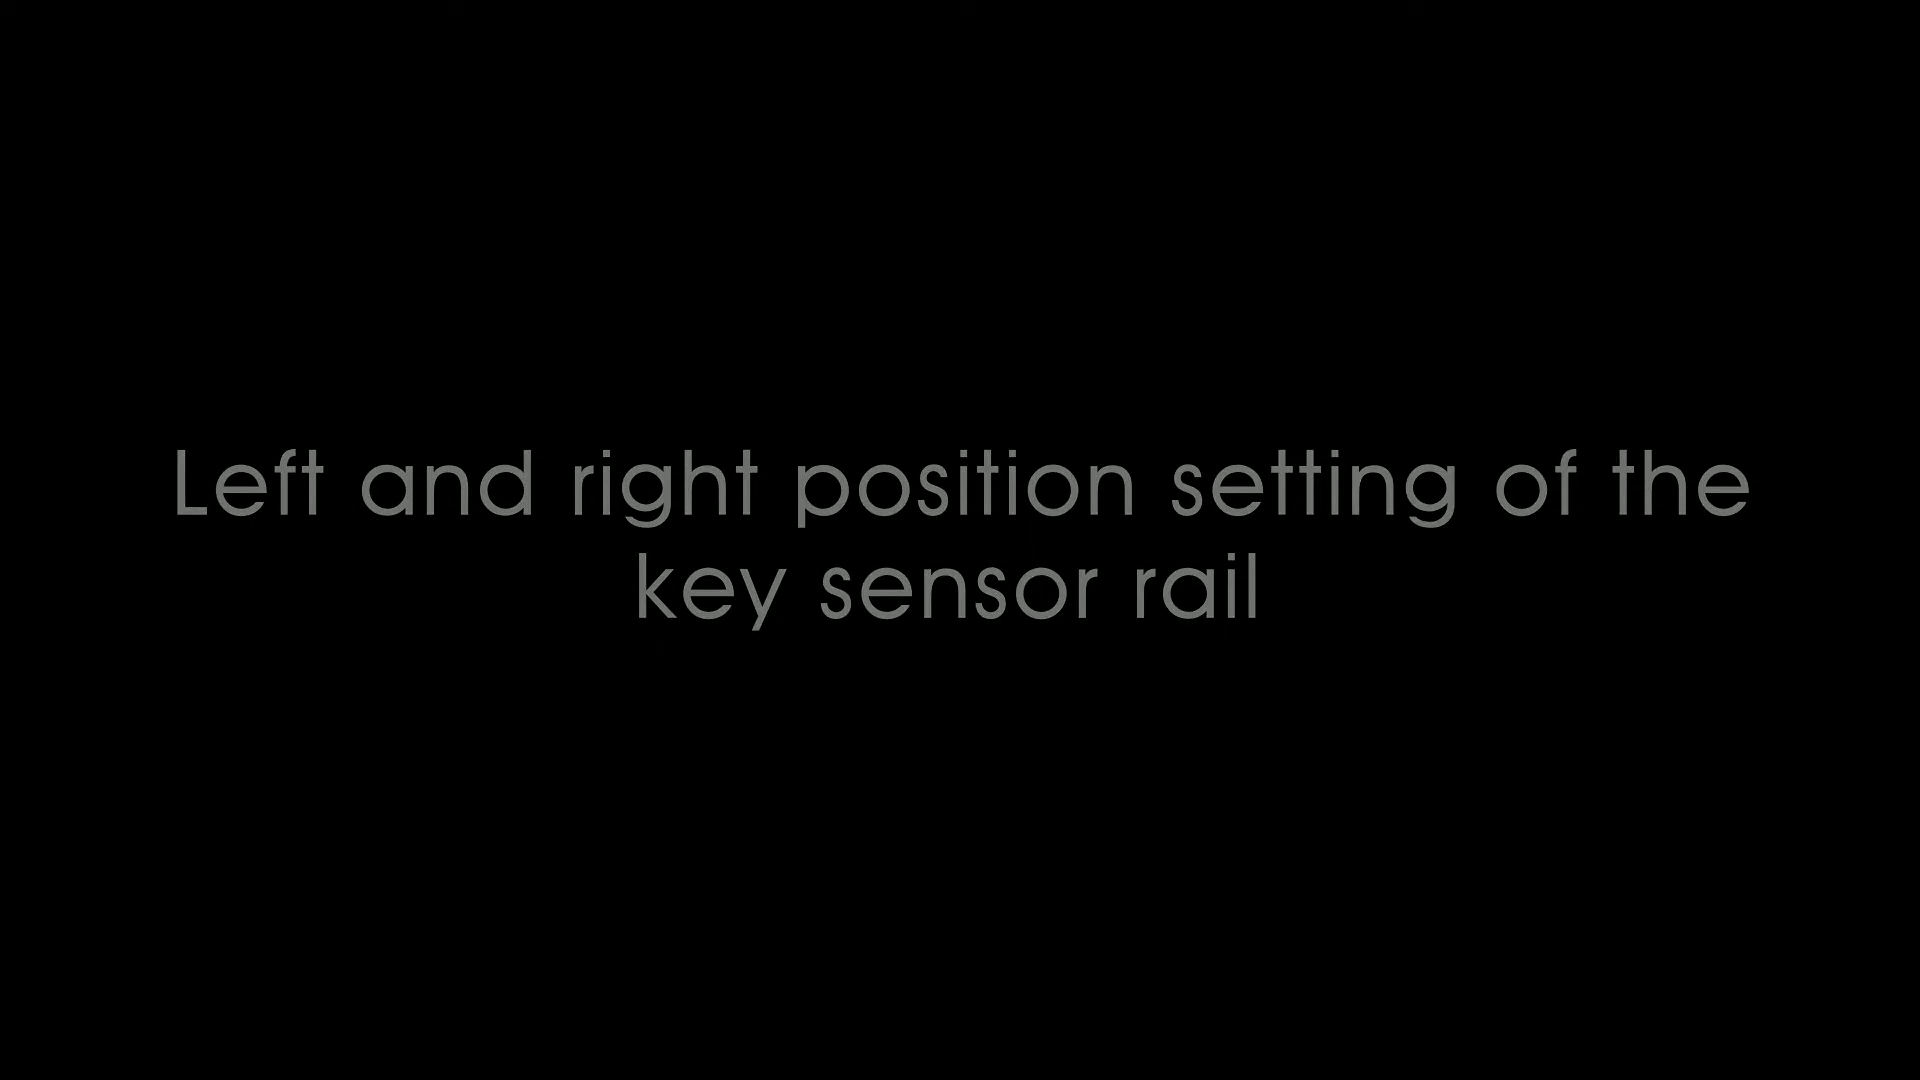 Left and right position setting of the
key sensor rail